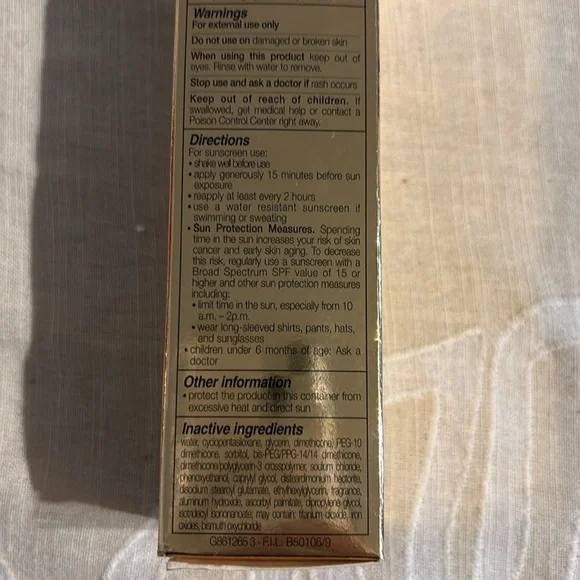 Warnings
For external use only
Do not use on damaged or broken skin
When using this product keep out of
eyes. Rinse with water to remove.
Stop use and ask a doctor if rash occurs
Keep out of reach of children. If
swallowed, get medical help or contact a
Poison Control Center right away.
Directions
For sunscreen use:
• shake well before use
• apply generously 15 minutes before sun
exposure
• reapply at least every 2 hours
• use a water resistant sunscreen if
swimming or sweating
• Sun Protection Measures. Spending
time in the sun increases your risk of skin
cancer and early skin aging. To decrease
this risk, regularly use a sunscreen with a
Broad Spectrum SPF value of 15 or
higher and other sun protection measures
including:
• limit time in the sun, especially from 10
a.m. – 2p.m.
• wear long-sleeved shirts, pants, hats,
and sunglasses
• children under 6 months of age: Ask a
doctor
Other information
• protect the product in this container from
excessive heat and direct sun
Inactive ingredients
water, cyclopentasiloxane, glycerin, dimethicone, PEG-10
dimethicone, sorbitol, bis-PEG/PPG-14/14 dimethicone,
dimethicone/polyglycerin-3 crosspolymer, sodium chloride,
phenoxyethanol, caprylyl glycol, disteardimonium hectorite,
disodium stearoyl glutamate, ethylhexylglycerin, fragrance,
aluminum hydroxide, ascorbyl palmitate, dipropylene glycol,
isotridecyl isononanoate; may contain: titanium dioxide, iron
oxides, bismuth oxychloride
G861265 3 - F.I.L. B50106/9